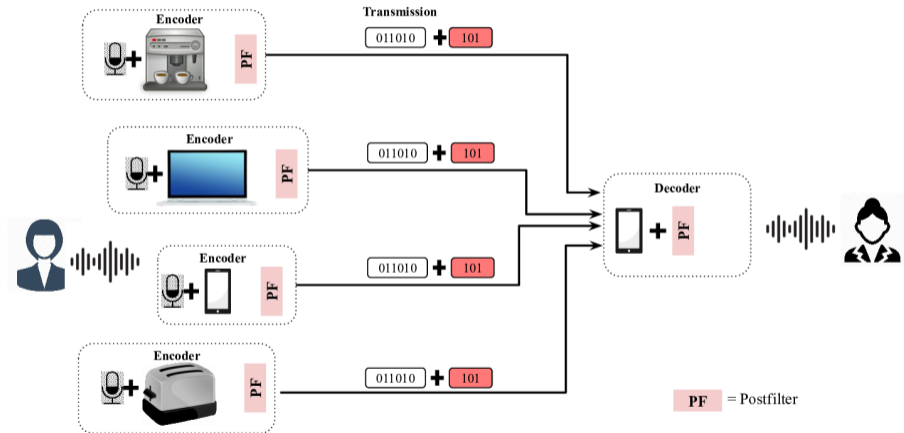 Encoder
Transmission
PF
011010 + 101
Encoder
PF
011010 + 101
Decoder
PF
Encoder
PF
011010 + 101
Encoder
PF
011010 + 101
PF = Postfilter